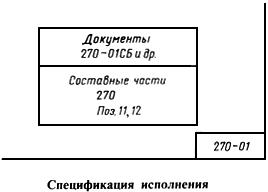 Документы
270-01СБ и др.
Составные части
270
Поз. 11, 12
270-01
Спецификация исполнения